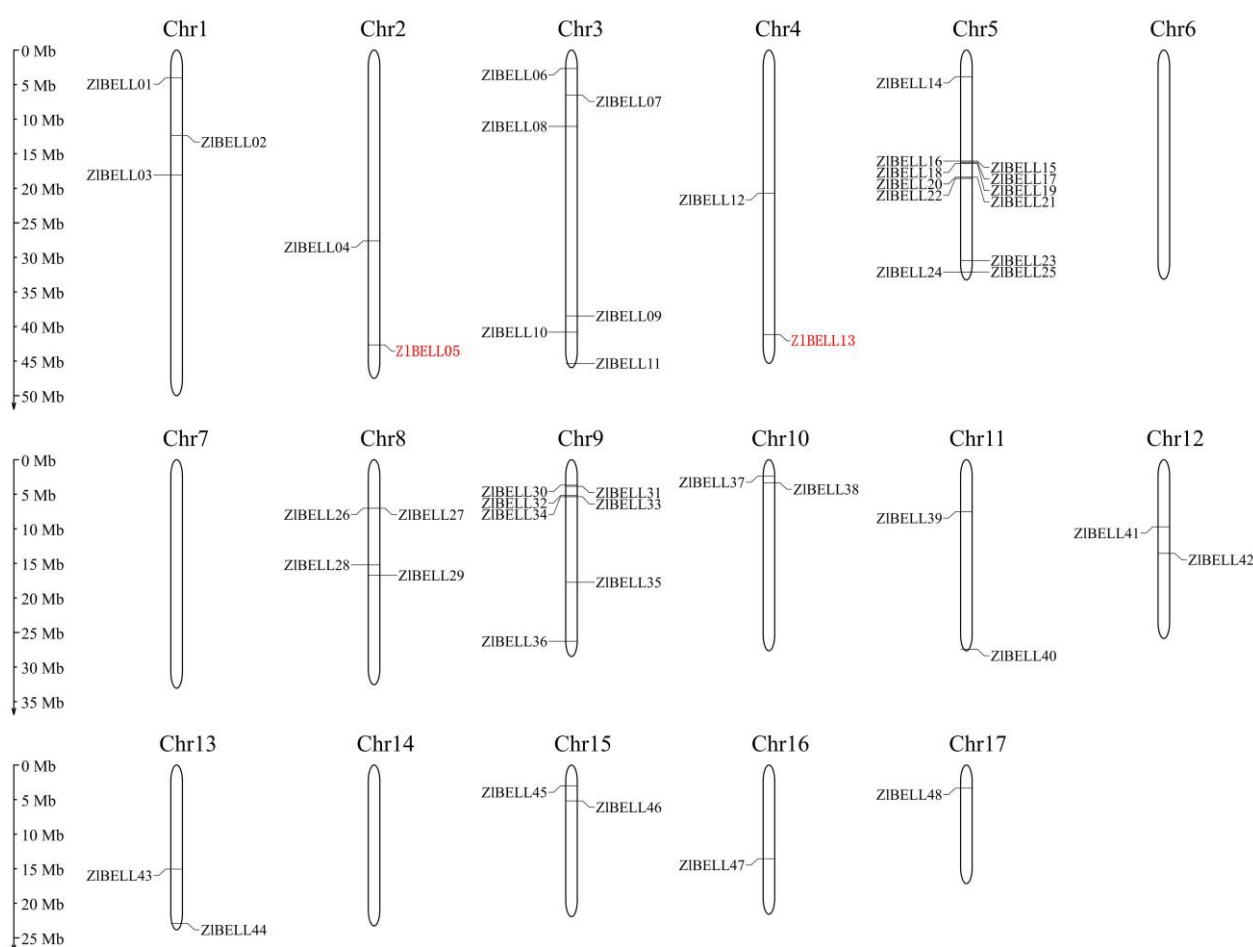 Chr1 Chr2 Chr3 Chr4 Chr5 Chr6
0 Mb
5 Mb
10 Mb
15 Mb
20 Mb
25 Mb
30 Mb
35 Mb
40 Mb
45 Mb
50 Mb
ZlBELL01
ZlBELL02
ZlBELL03
ZlBELL04
ZlBELL05
ZlBELL06
ZlBELL07
ZlBELL08
ZlBELL09
ZlBELL10
ZlBELL11
ZlBELL12
ZlBELL13
ZlBELL14
ZlBELL16
ZlBELL15
ZlBELL18
ZlBELL17
ZlBELL20
ZlBELL19
ZlBELL22
ZlBELL21
ZlBELL23
ZlBELL24
ZlBELL25
Chr7 Chr8 Chr9 Chr10 Chr11 Chr12
0 Mb
5 Mb
10 Mb
15 Mb
20 Mb
25 Mb
30 Mb
35 Mb
ZlBELL26
ZlBELL27
ZlBELL28
ZlBELL29
ZlBELL30
ZlBELL31
ZlBELL32
ZlBELL33
ZlBELL34
ZlBELL35
ZlBELL36
ZlBELL37
ZlBELL38
ZlBELL39
ZlBELL40
ZlBELL41
ZlBELL42
Chr13 Chr14 Chr15 Chr16 Chr17
0 Mb
5 Mb
10 Mb
15 Mb
20 Mb
25 Mb
ZlBELL43
ZlBELL44
ZlBELL45
ZlBELL46
ZlBELL47
ZlBELL48